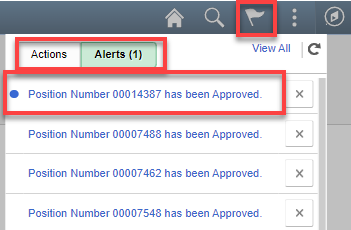 Actions Alerts (1) View All
Position Number 00014387 has been Approved.
Position Number 00007488 has been Approved.
Position Number 00007462 has been Approved.
Position Number 00007548 has been Approved.